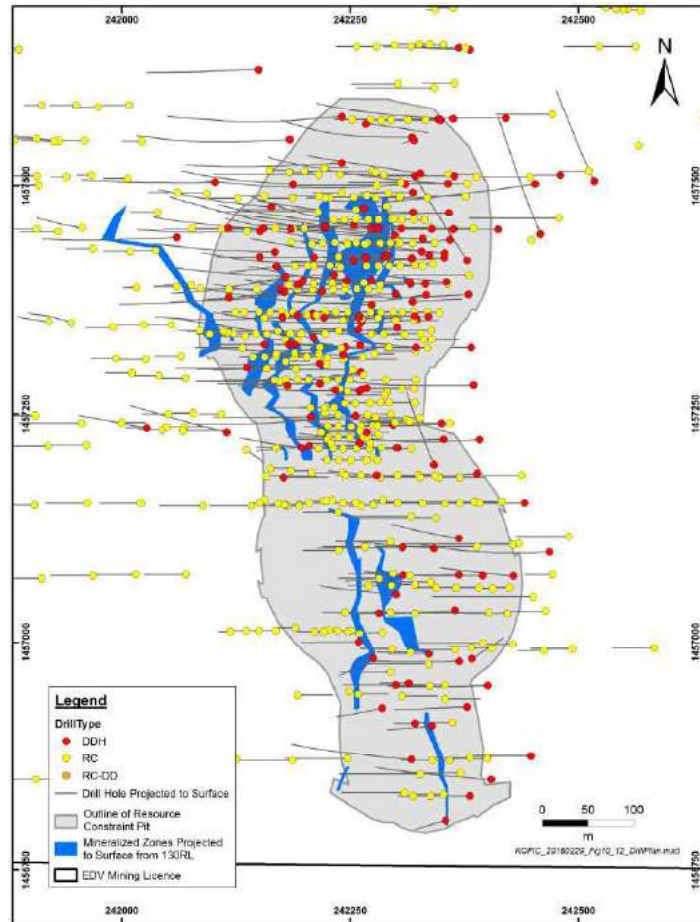 242000 242250 242500
N
1457500 1457500
1457250 1457250
1457000 1457000
Legend
DrillType
DDH
RC
RC-DD
Drill Hole Projected to Surface
Outline of Resource
Constraint Pit
Mineralized Zones Projected
to Surface from 130RL
EDV Mining Licence
0 50 100
m
KOFIC_20160229_Fig10_12_DrillPlan.mxd
1456750 1456750
242000 242250 242500